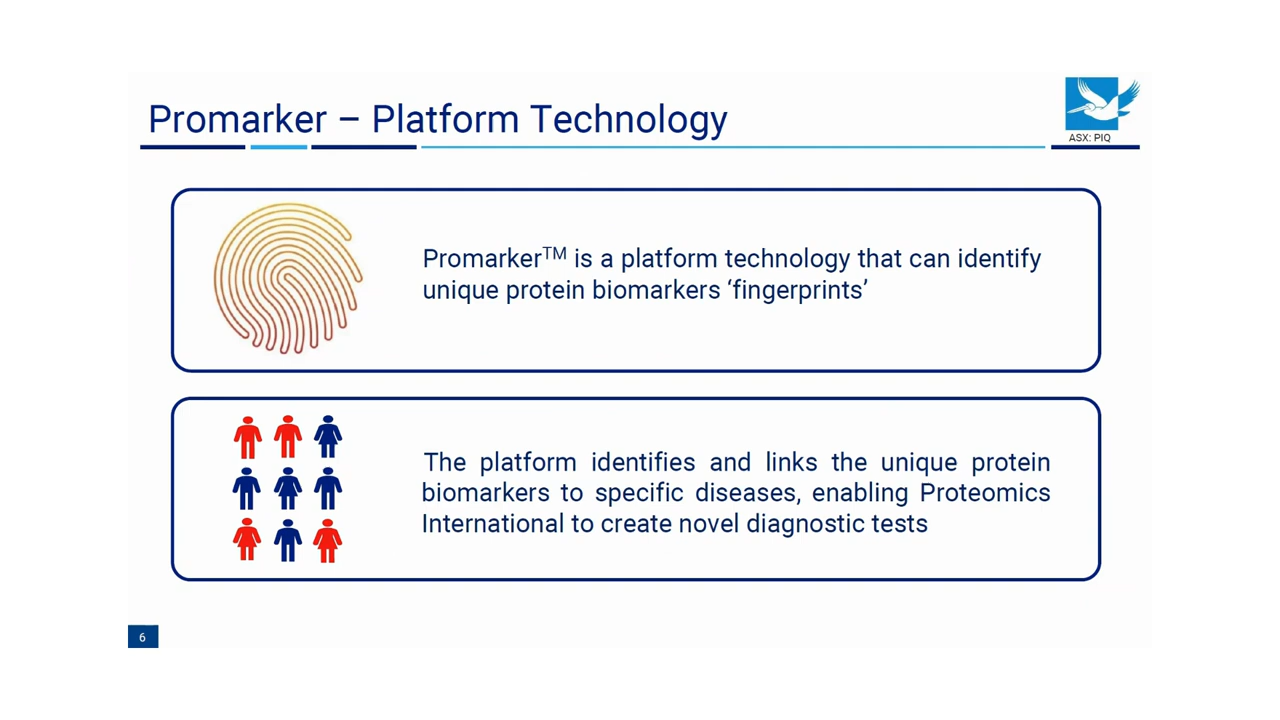 Promarker – Platform Technology
ASX: PIQ
Promarker™ is a platform technology that can identify
unique protein biomarkers ‘fingerprints’
The platform identifies and links the unique protein
biomarkers to specific diseases, enabling Proteomics
International to create novel diagnostic tests
6